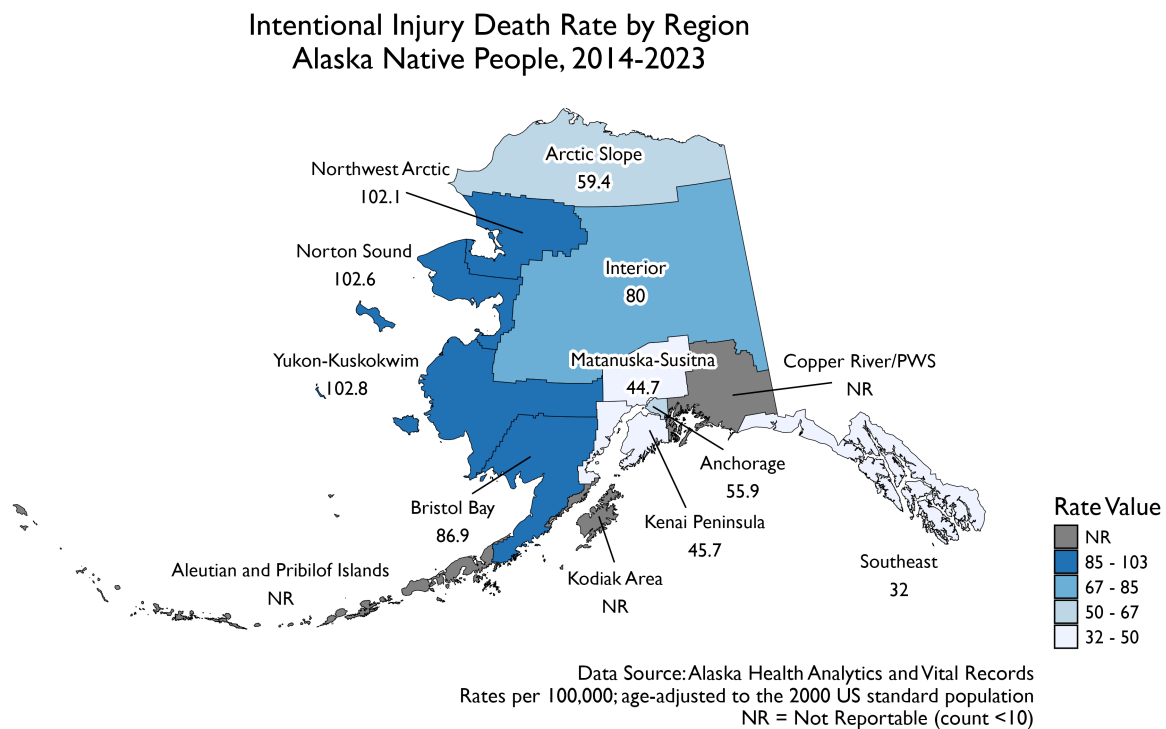 Intentional Injury Death Rate by Region
Alaska Native People, 2014-2023
Arctic Slope
59.4
Northwest Arctic
102.1
Norton Sound
102.6
Interior
80
Yukon-Kuskokwim
102.8
Matanuska-Susitna
44.7
Copper River/PWS
NR
Anchorage
55.9
Bristol Bay
86.9
Kenai Peninsula
45.7
Southeast
32
Aleutian and Pribilof Islands
NR
Kodiak Area
NR
Rate Value
NR
85 - 103
67 - 85
50 - 67
32 - 50
Data Source: Alaska Health Analytics and Vital Records
Rates per 100,000; age-adjusted to the 2000 US standard population
NR = Not Reportable (count <10)